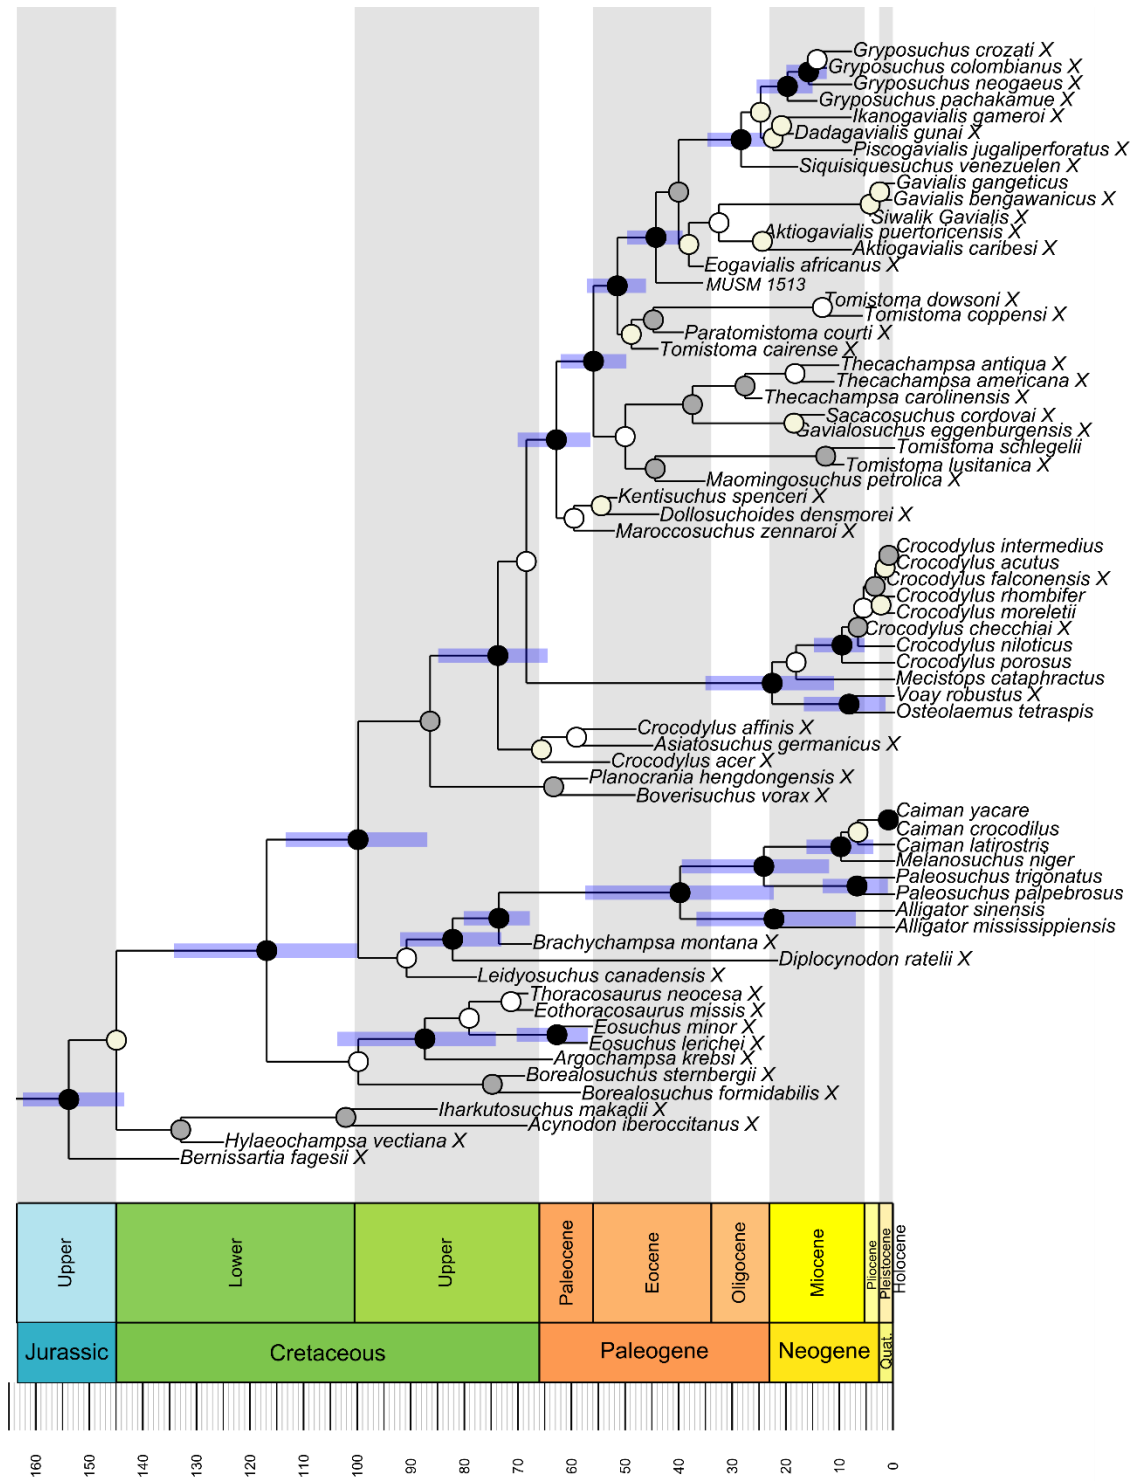 Gryposuchus crozati X
Gryposuchus colombianus X
Gryposuchus neogaeus X
Gryposuchus pachakamue X
Ikanogavialis gameroi X
Dadagavialis gunai X
Piscogavialis jugaliperforatus X
Siquisiquesuchus venezuelen X
Gavialis gangeticus
Gavialis bengawanicus X
Siwalik Gavialis X
Aktiogavialis puertoricensis X
Aktiogavialis caribesi X
Eogavialis africanus X
MUSM 1513
Tomistoma dowsoni X
Tomistoma coppensi X
Paratomistoma courti X
Tomistoma cairense X
Thecachampsa antiqua X
Thecachampsa americana X
Thecachampsa carolinensis X
Sacacosuchus cordovai X
Gavialosuchus eggenburgensis X
Tomistoma schlegelii
Tomistoma lusitanica X
Maomingosuchus petrolica X
Kentisuchus spenceri X
Dollosuchoides densmorei X
Maroccosuchus zennaroi X
Crocodylus intermedius
Crocodylus acutus
Crocodylus falconensis X
Crocodylus rhombifer
Crocodylus moreletii
Crocodylus checchiai X
Crocodylus niloticus
Crocodylus porosus
Mecistops cataphractus
Voay robustus X
Osteolaemus tetraspis
Crocodylus affinis X
Asiatosuchus germanicus X
Crocodylus acer X
Planocrania hengdongensis X
Boverisuchus vorax X
Caiman yacare
Caiman crocodilus
Caiman latirostris
Melanosuchus niger
Paleosuchus trigonatus
Paleosuchus palpebrosus
Alligator sinensis
Alligator mississippiensis
Brachychampsa montana X
Diplocynodon ratelii X
Leidyosuchus canadensis X
Thoracosaurus neocesa X
Eothoracosaurus missis X
Eosuchus minor X
Eosuchus lerichei X
Argochampsa krebsi X
Borealosuchus sternbergii X
Borealosuchus formidabilis X
Iharkutosuchus makadii X
Acynodon iberoccitanus X
Hylaeochampsa vectiana X
Bernissartia fagesii X
Upper Lower Upper Paleocene Eocene Oligocene Miocene Pliocene Pleistocene Holocene
Jurassic Cretaceous Paleogene Neogene Quat.
160 150 140 130 120 110 100 90 80 70 60 50 40 30 20 10 0